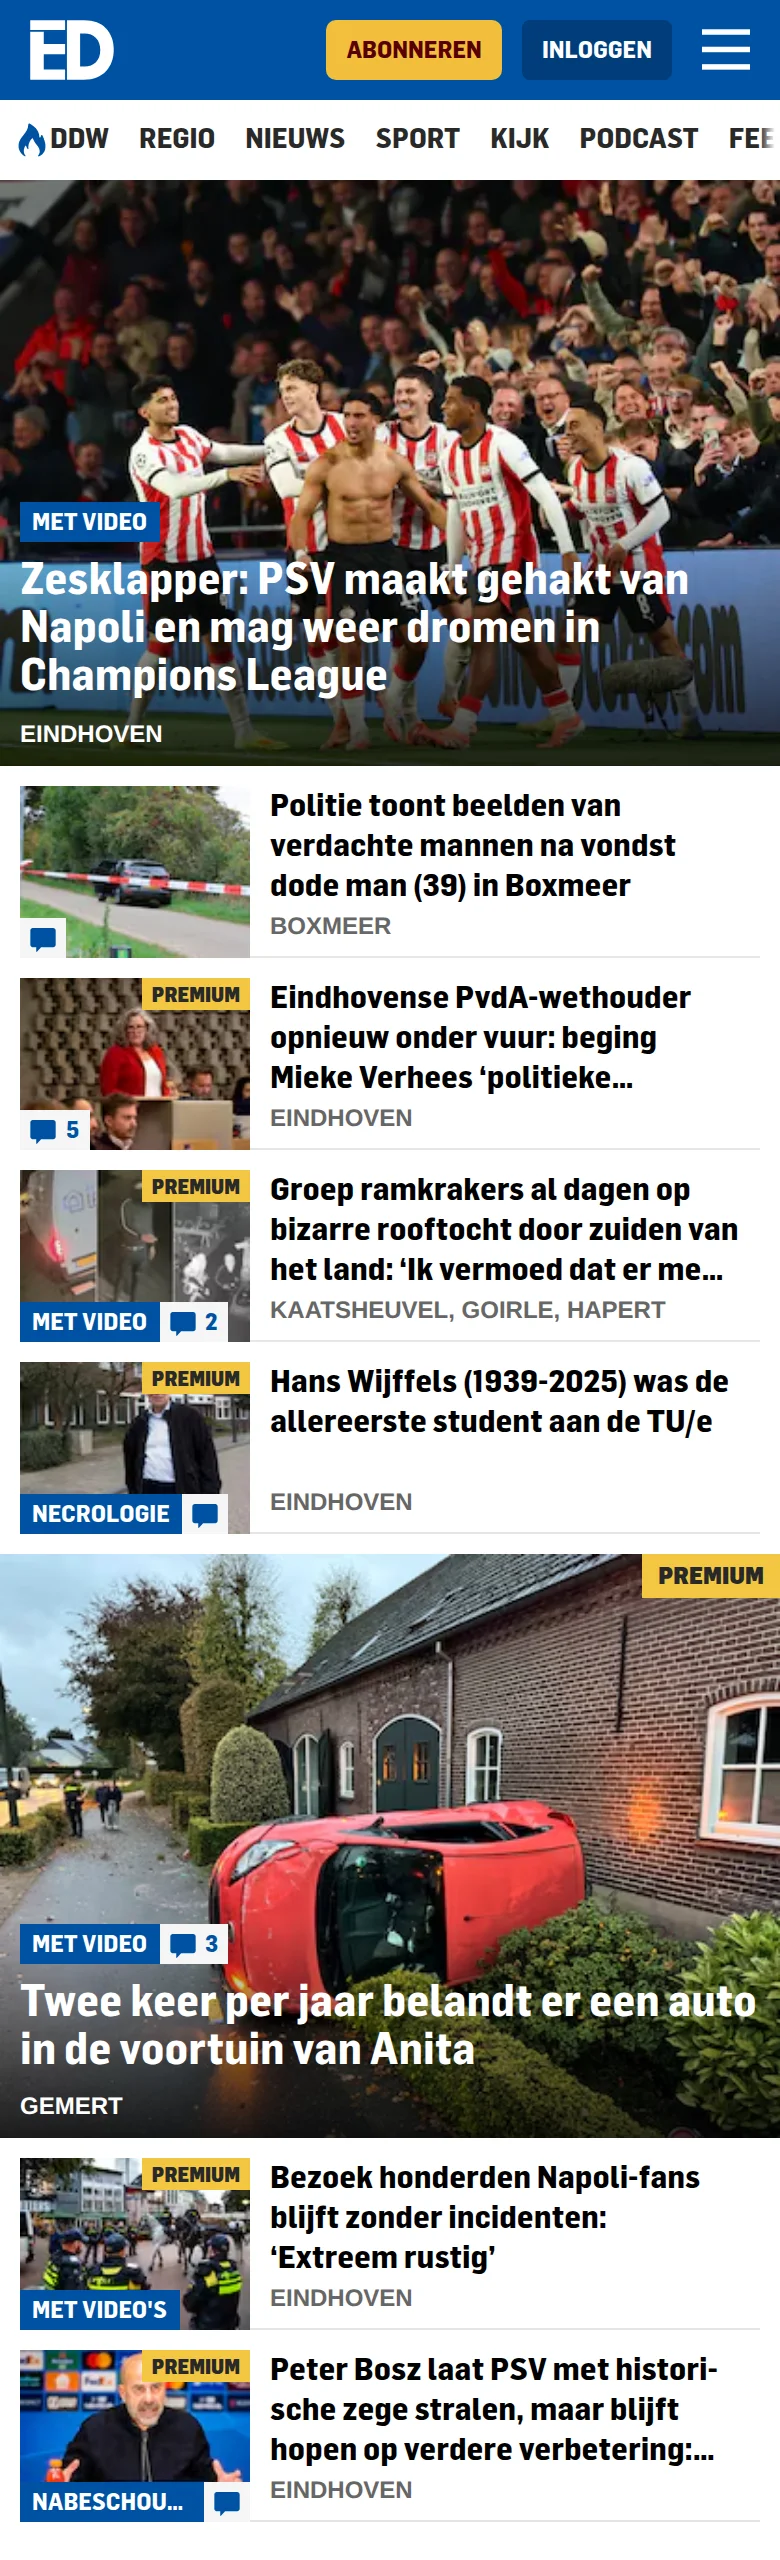 ED
ABONNEREN
INLOGGEN
DDW
REGIO
NIEUWS
SPORT
KIJK
PODCAST
FEE
MET VIDEO
Zesklapper: PSV maakt gehakt van
Napoli en mag weer dromen in
Champions League
EINDHOVEN
Politie toont beelden van
verdachte mannen na vondst
dode man (39) in Boxmeer
BOXMEER
PREMIUM
5
Eindhovense PvdA-wethouder
opnieuw onder vuur: beging
Mieke Verhees ‘politieke...
EINDHOVEN
PREMIUM
MET VIDEO
2
Groep ramkrakers al dagen op
bizarre rooftocht door zuiden van
het land: ‘Ik vermoed dat er me...
KAATSHEUVEL, GOIRLE, HAPERT
PREMIUM
NECROLOGIE
Hans Wijffels (1939-2025) was de
allereerste student aan de TU/e
EINDHOVEN
PREMIUM
MET VIDEO
3
Twee keer per jaar belandt er een auto
in de voortuin van Anita
GEMERT
PREMIUM
MET VIDEO'S
Bezoek honderden Napoli-fans
blijft zonder incidenten:
‘Extreem rustig’
EINDHOVEN
PREMIUM
NABESCHOU...
Peter Bosz laat PSV met histori-
sche zege stralen, maar blijft
hopen op verdere verbetering:...
EINDHOVEN